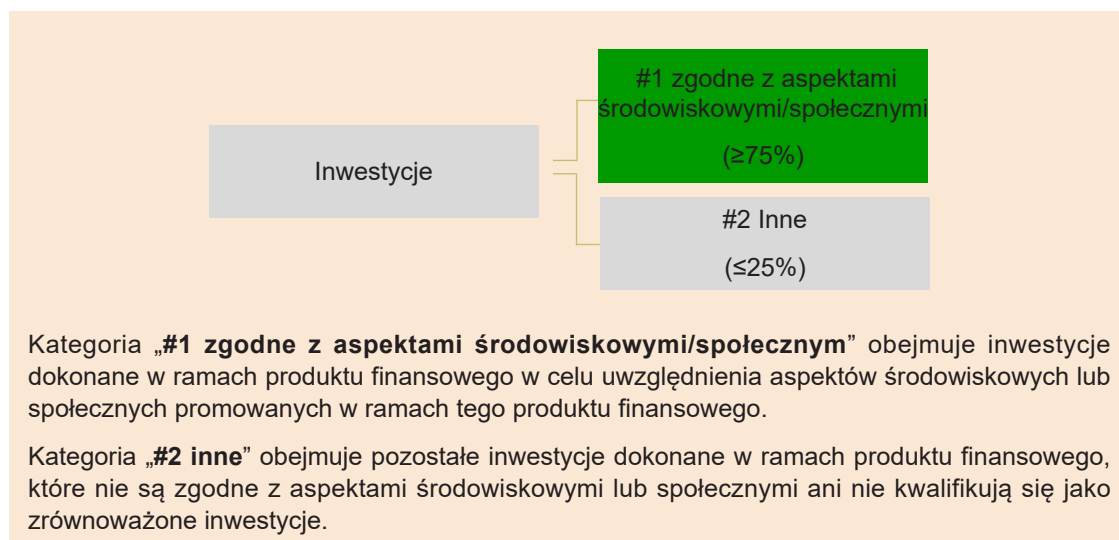 #1 zgodne z aspektami
środowiskowymi/społecznymi
(≥75%)
Inwestycje
#2 Inne
(≤25%)
Kategoria „#1 zgodne z aspektami środowiskowymi/społecznym” obejmuje inwestycje
dokonane w ramach produktu finansowego w celu uwzględnienia aspektów środowiskowych lub
społecznych promowanych w ramach tego produktu finansowego.
Kategoria „#2 inne” obejmuje pozostałe inwestycje dokonane w ramach produktu finansowego,
które nie są zgodne z aspektami środowiskowymi lub społecznymi ani nie kwalifikują się jako
zrównoważone inwestycje.